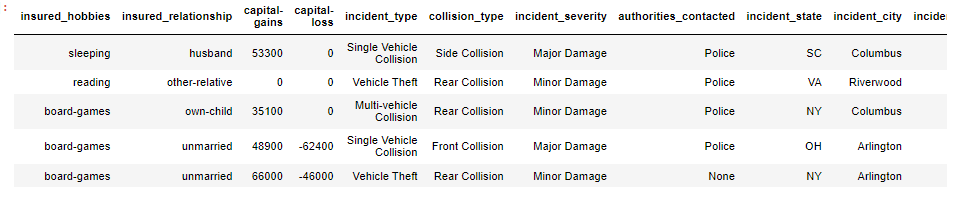 :
insured_hobbies insured_relationship capital-gains capital-loss incident_type collision_type incident_severity authorities_contacted incident_state incident_city incide
sleeping husband 53300 0 Single Vehicle Collision Side Collision Major Damage Police SC Columbus
reading other-relative 0 0 Vehicle Theft Rear Collision Minor Damage Police VA Riverwood
board-games own-child 35100 0 Multi-vehicle Collision Rear Collision Minor Damage Police NY Columbus
board-games unmarried 48900 -62400 Single Vehicle Collision Front Collision Major Damage Police OH Arlington
board-games unmarried 66000 -46000 Vehicle Theft Rear Collision Minor Damage None NY Arlington